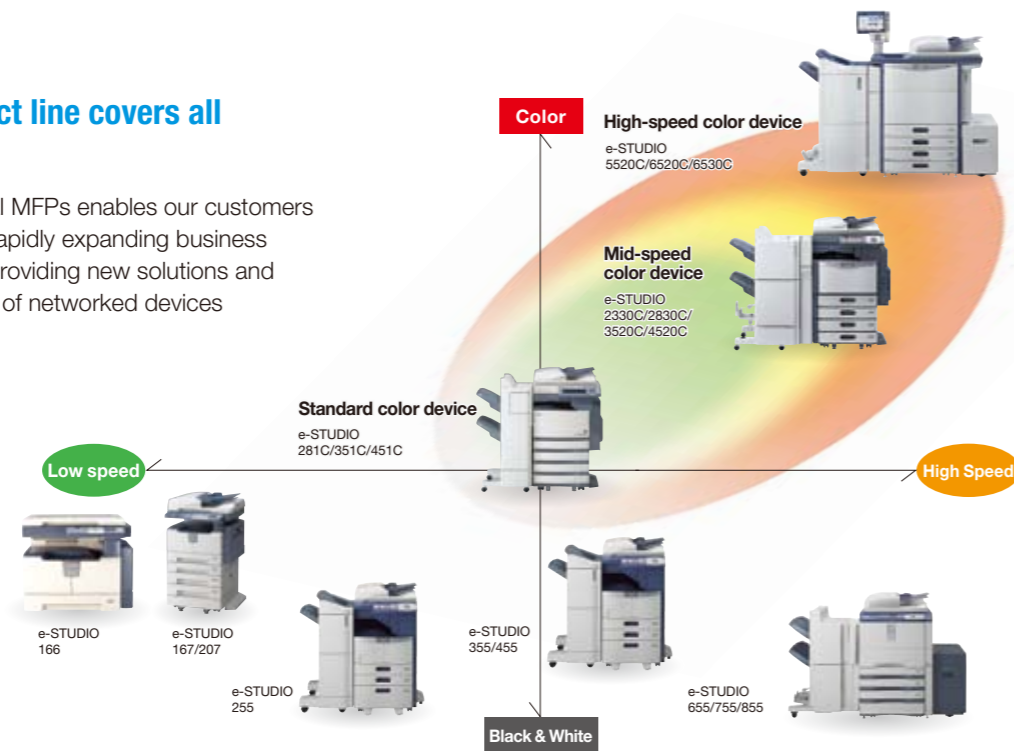 ct line covers all
l MFPs enables our customers
apidly expanding business
roviding new solutions and
of networked devices
Color
High-speed color device
e-STUDIO
5520C/6520C/6530C
Mid-speed
color device
e-STUDIO
2330C/2830C/
3520C/4520C
Standard color device
e-STUDIO
281C/351C/451C
Low speed
High Speed
e-STUDIO
166
e-STUDIO
167/207
e-STUDIO
255
e-STUDIO
355/455
e-STUDIO
655/755/855
Black & White